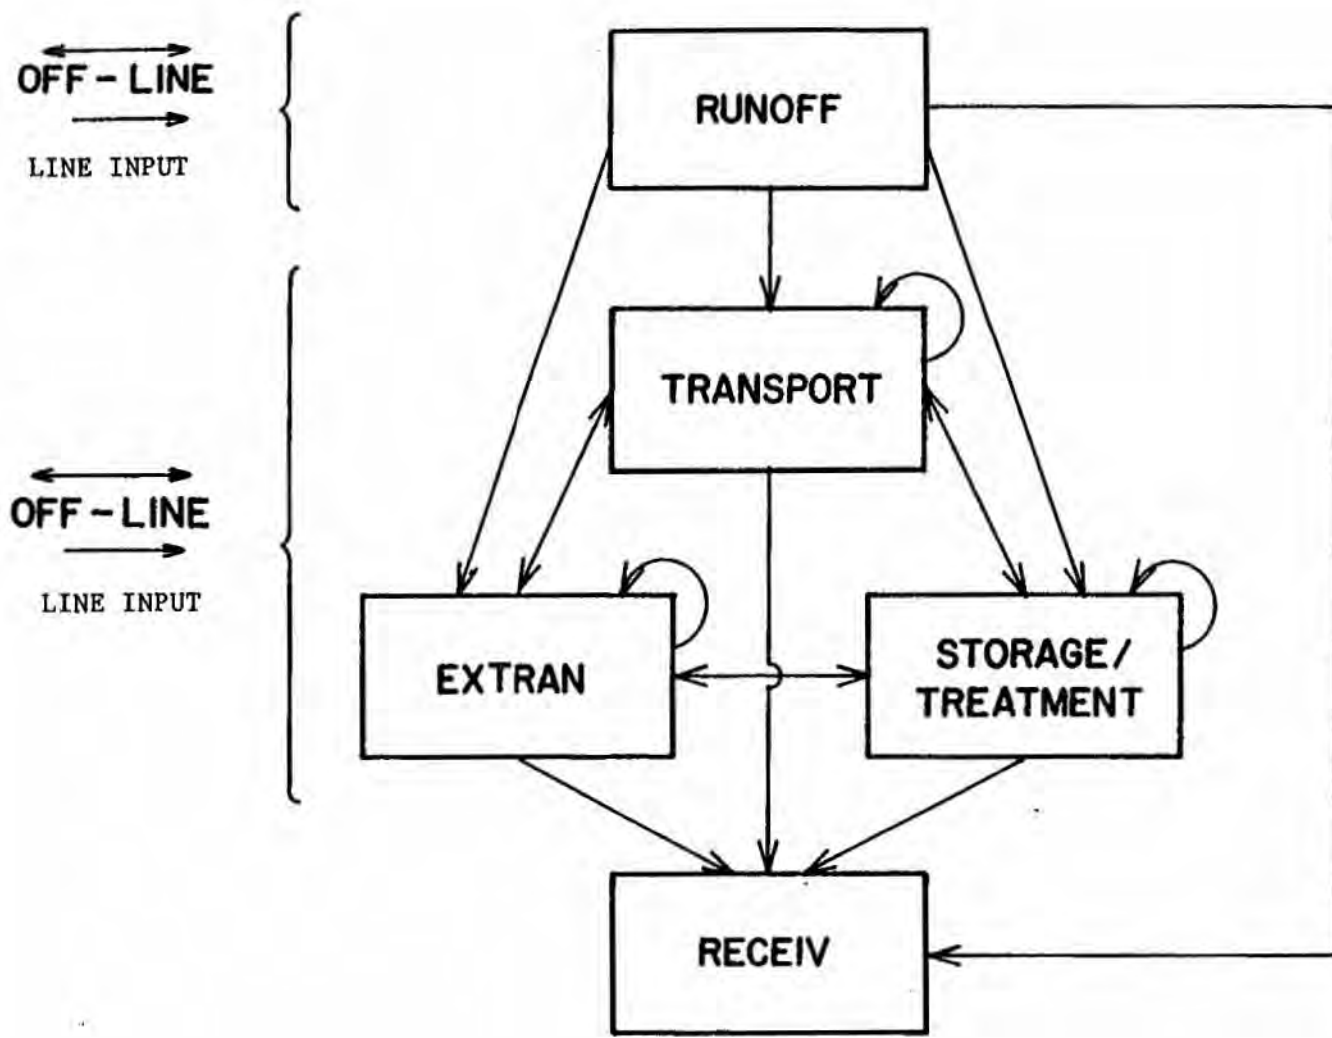 OFF-LINE
LINE INPUT
RUNOFF
TRANSPORT
OFF-LINE
LINE INPUT
EXTRAN
STORAGE/
TREATMENT
RECEIV